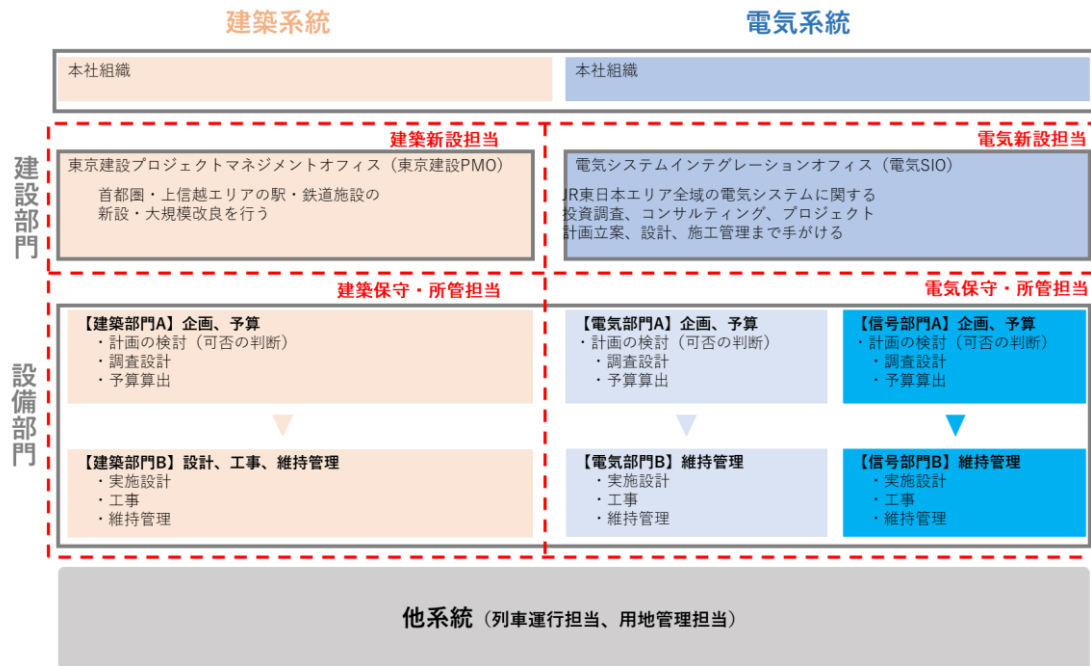 建築系統
電気系統
本社組織
本社組織
建設部門
建築新設担当
東京建設プロジェクトマネジメントオフィス（東京建設PMO）
首都圏・上信越エリアの駅・鉄道施設の
新設・大規模改良を行う
電気新設担当
電気システムインテグレーションオフィス（電気SIO）
JR東日本エリア全域の電気システムに関する
投資調査、コンサルティング、プロジェクト
計画立案、設計、施工管理まで手がける
設備部門
建築保守・所管担当
【建築部門A】企画、予算
・計画の検討（可否の判断）
・調査設計
・予算算出
【建築部門B】設計、工事、維持管理
・実施設計
・工事
・維持管理
電気保守・所管担当
【電気部門A】企画、予算
・計画の検討（可否の判断）
・調査設計
・予算算出
【電気部門B】維持管理
・実施設計
・工事
・維持管理
【信号部門A】企画、予算
・計画の検討（可否の判断）
・調査設計
・予算算出
【信号部門B】維持管理
・実施設計
・工事
・維持管理
他系統（列車運行担当、用地管理担当）